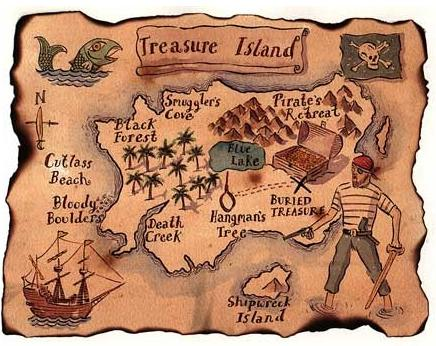 Treasure Island
N
Smuggler's
Cove
Pirate's
Retreat
Black
Forest
Blue
Lake
Cutlass
Beach
Bloody
Boulders
Death
Creek
Hangman's
Tree
BURIED
TREASURE
Shipwreck
Island